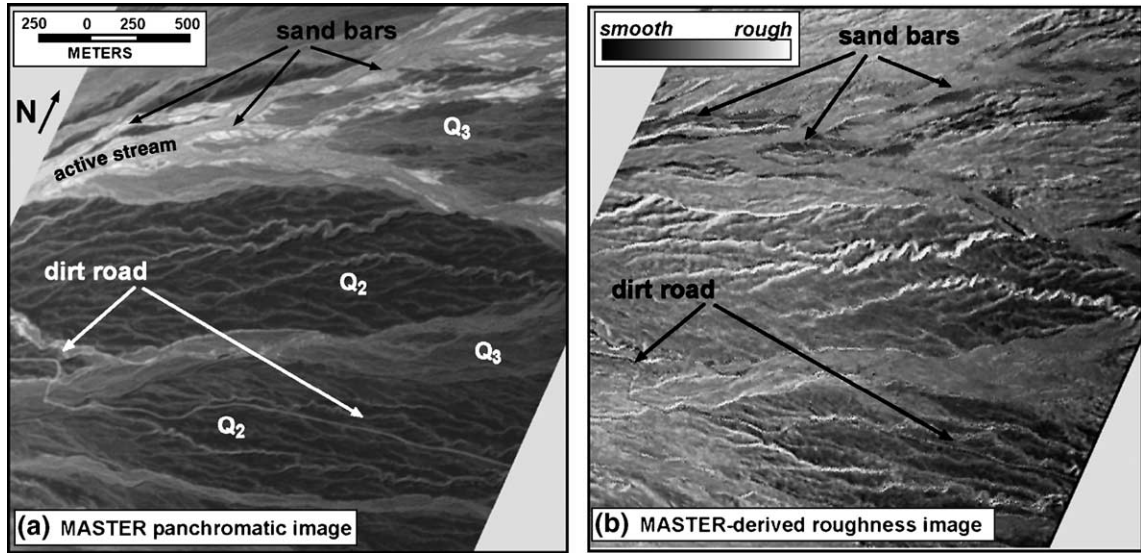 250 0 250 500
METERS
sand bars
N
active stream
Q3
dirt road
Q2
Q3
Q2
(a) MASTER panchromatic image
smooth rough
sand bars
dirt road
(b) MASTER-derived roughness image